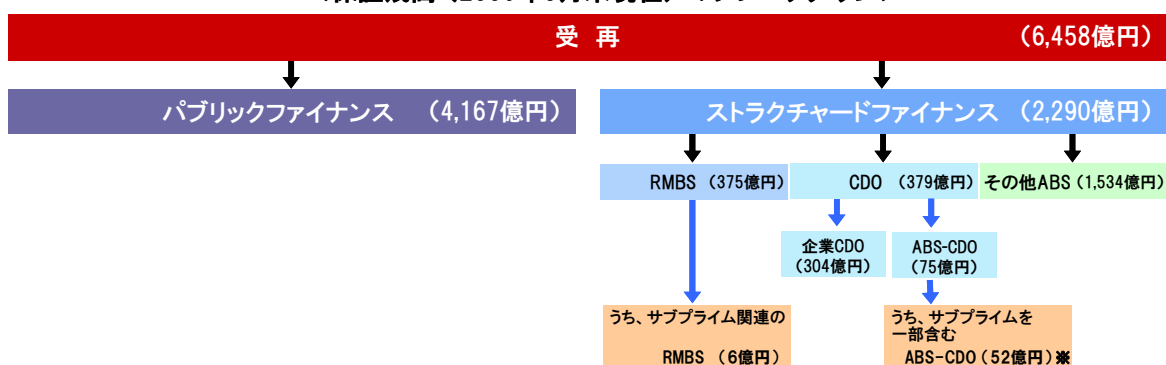 受 再 （6,458億円）
パブリックファイナンス （4,167億円）
ストラクチャードファイナンス （2,290億円）
RMBS （375億円）
CDO （379億円）
その他ABS（1,534億円）
企業CDO
（304億円）
ABS-CDO
（75億円）
うち、サブプライム関連の
RMBS （6億円）
うち、サブプライムを
一部含む
ABS-CDO（52億円）※